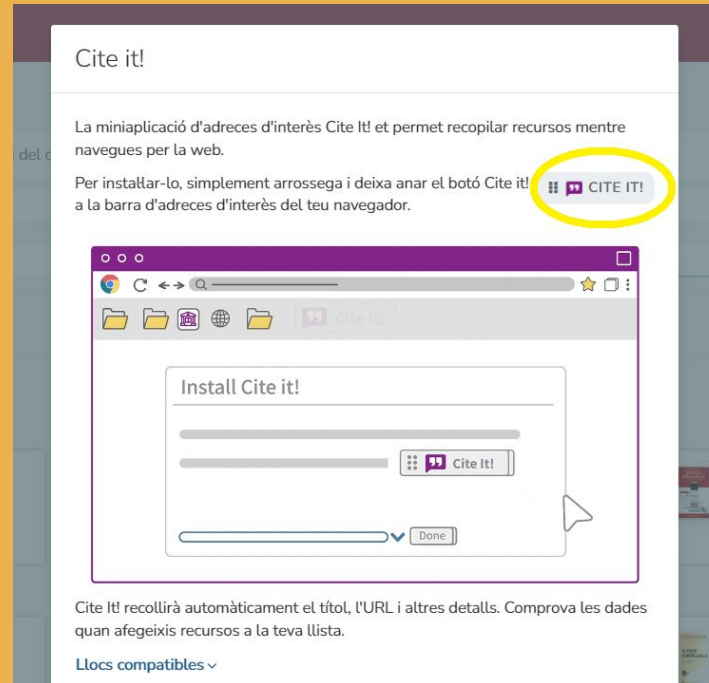 Cite it!
La miniaplicació d'adreces d'interès Cite It! et permet recopilar recursos mentre
navegues per la web.
Per instal·lar-lo, simplement arrossega i deixa anar el botó Cite it!
CITE IT!
a la barra d'adreces d'interès del teu navegador.
Cite It!
Install Cite it!
Cite It!
Done
Cite It! recollirà automàticament el títol, l'URL i altres detalls. Comprova les dades
quan afegeixis recursos a la teva llista.
Llocs compatibles